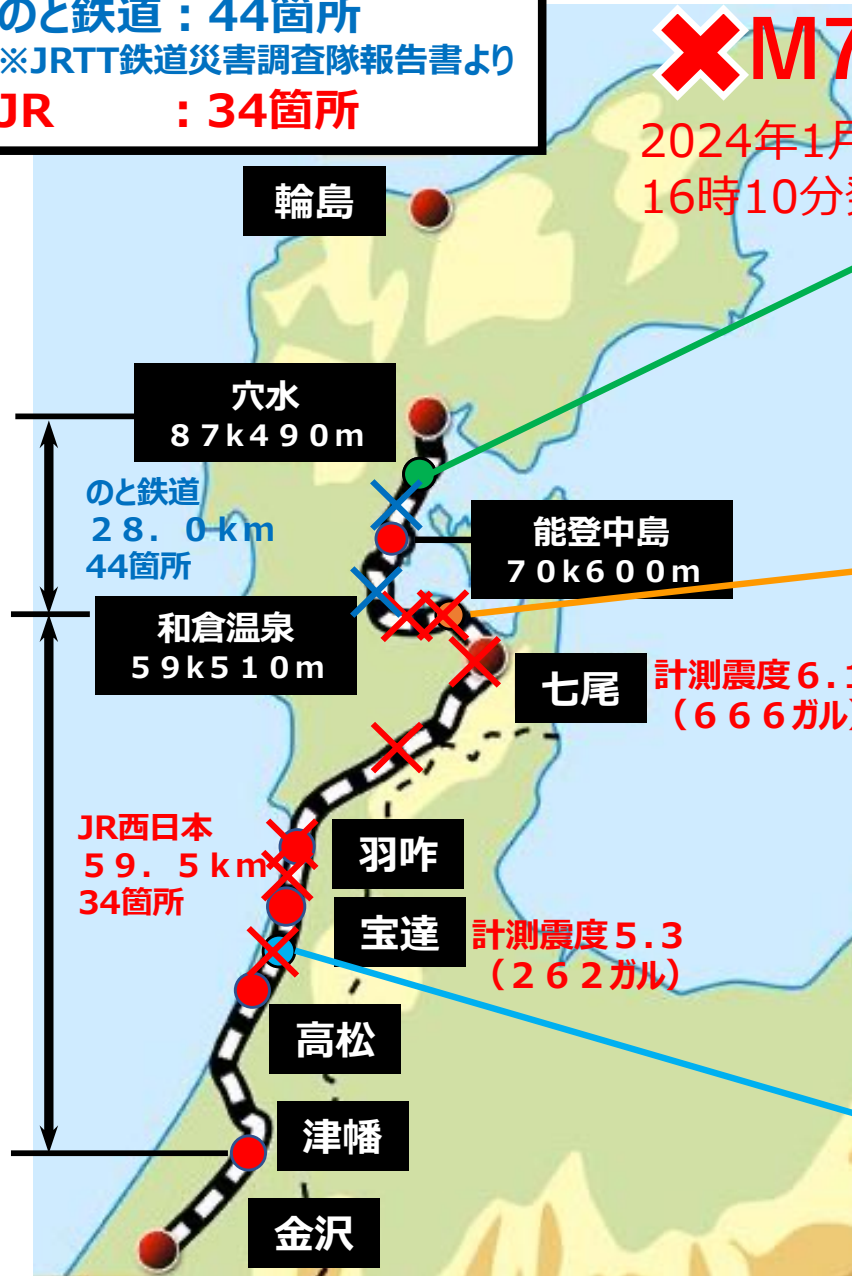 のと鉄道：44箇所
※JRTT鉄道災害調査隊報告書より
JR　　：34箇所
M7
2024年1月
16時10分
輪島
穴水
８７k４９０m
のと鉄道
２８．０km
44箇所
能登中島
７０k６００m
和倉温泉
５９k５１０m
七尾
計測震度６.1
（６６６ガル）
JR西日本
５９．５km
34箇所
羽咋
宝達
計測震度５.３
（２６２ガル）
高松
津幡
金沢